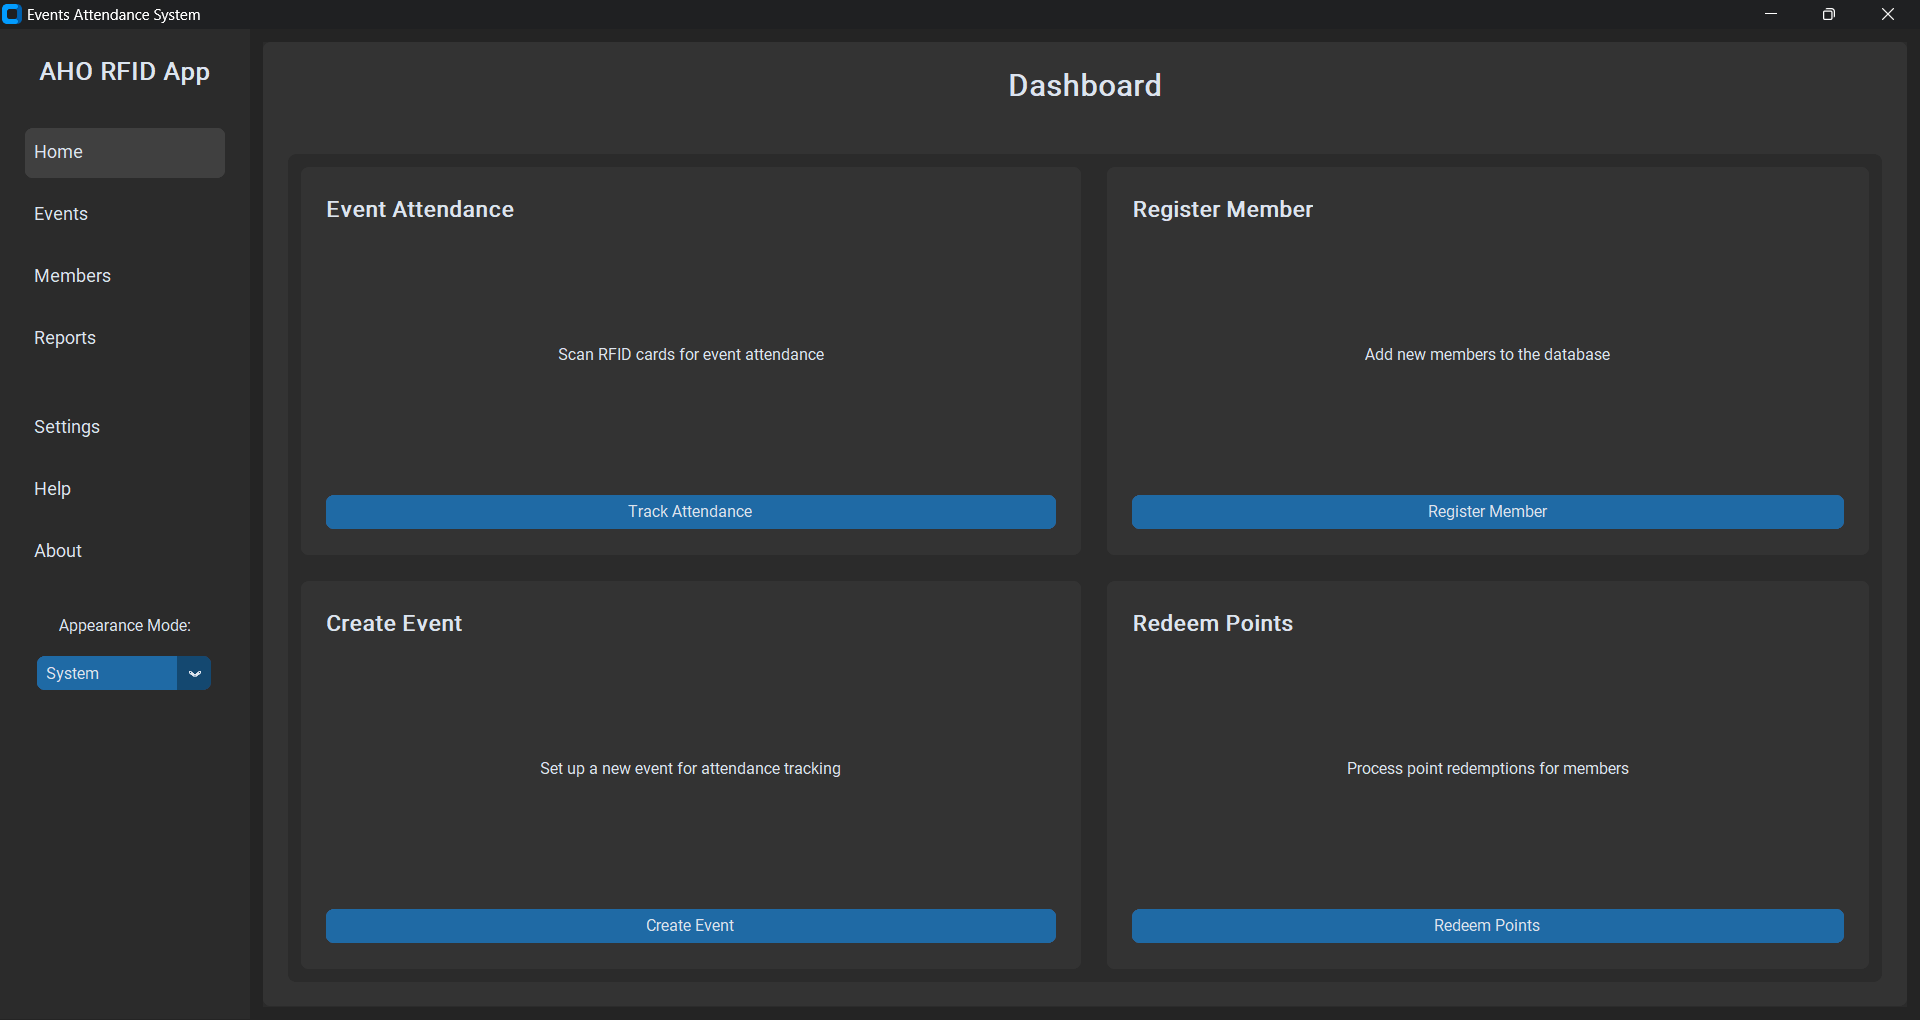 Events Attendance System
AHO RFID App
Home
Events
Members
Reports
Settings
Help
About
Appearance Mode:
System
Dashboard
Event Attendance
Scan RFID cards for event attendance
Track Attendance
Register Member
Add new members to the database
Register Member
Create Event
Set up a new event for attendance tracking
Create Event
Redeem Points
Process point redemptions for members
Redeem Points